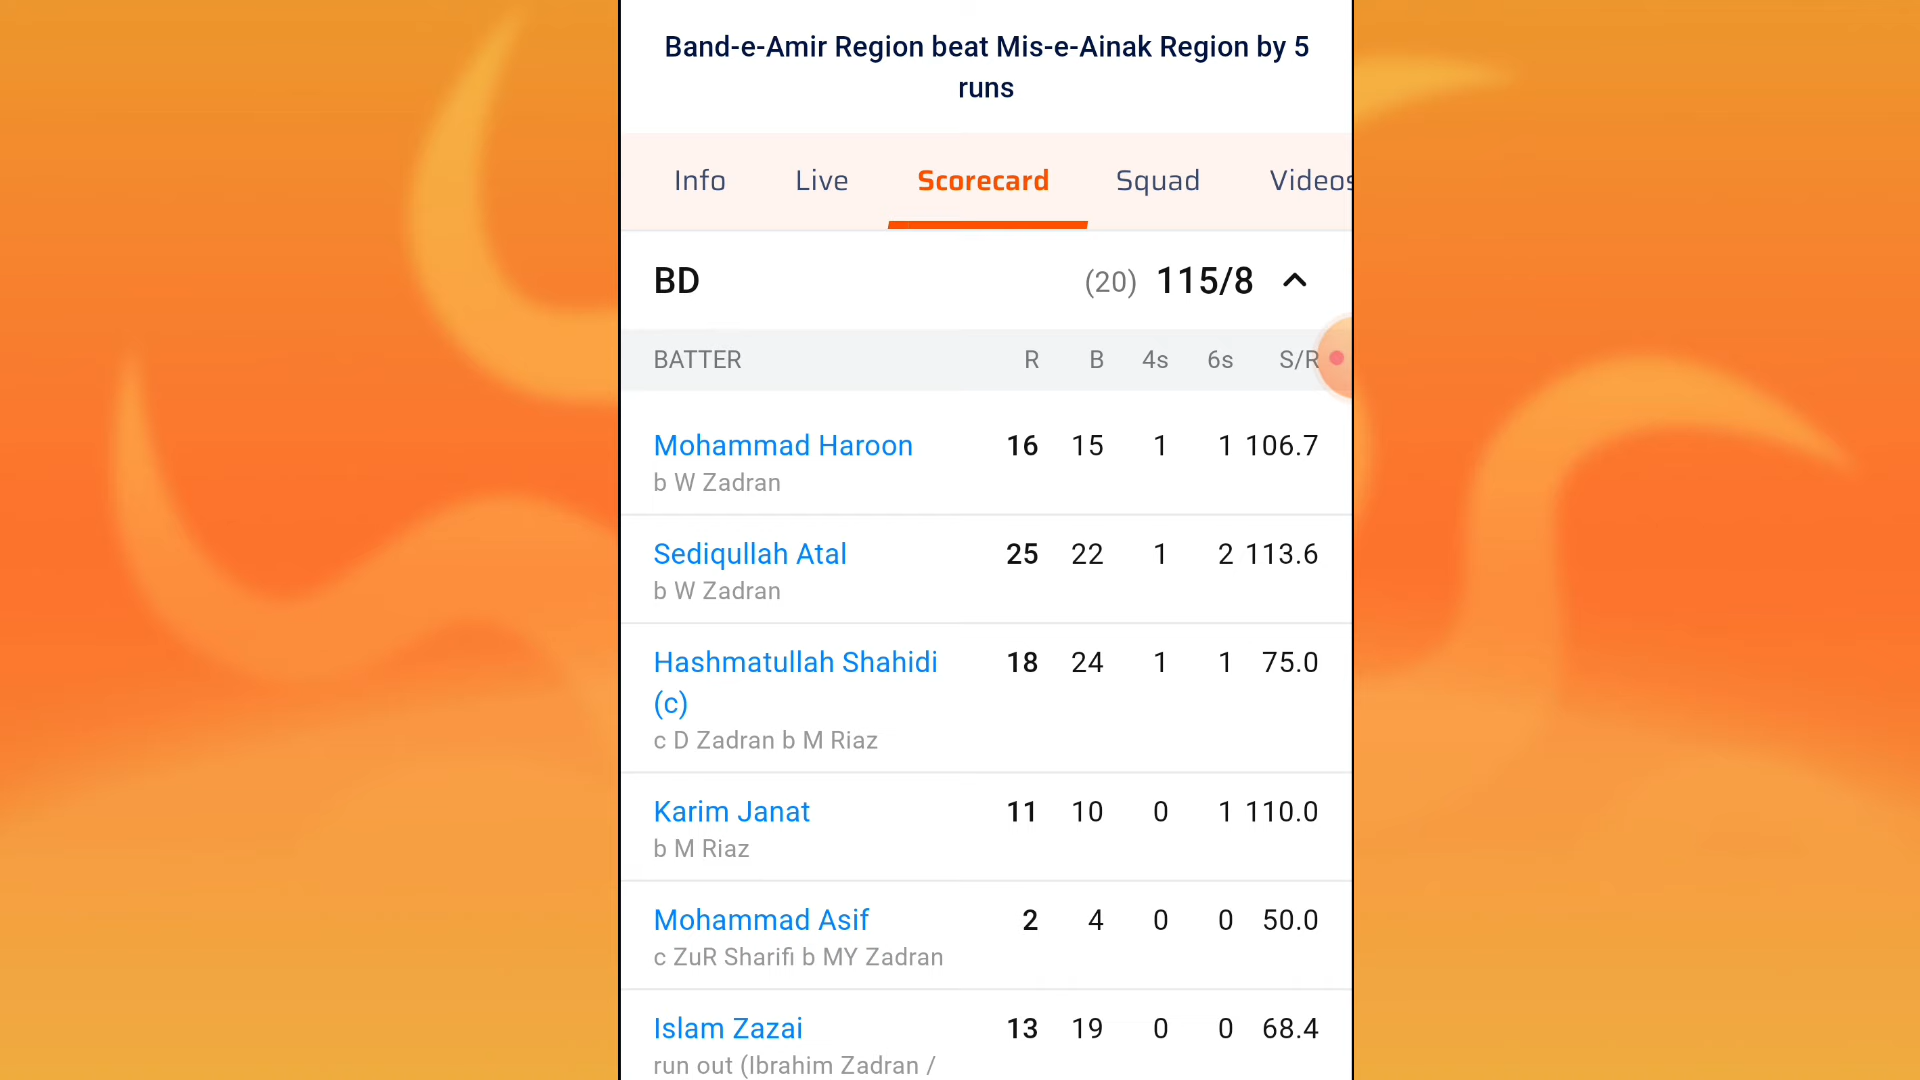 Band-e-Amir Region beat Mis-e-Ainak Region by 5
runs
Info Live Scorecard Squad Videos
BD (20) 115/8
BATTER R B 4s 6s S/R
Mohammad Haroon 16 15 1 1 106.7
b W Zadran
Sediqullah Atal 25 22 1 2 113.6
b W Zadran
Hashmatullah Shahidi 18 24 1 1 75.0
(c)
c D Zadran b M Riaz
Karim Janat 11 10 0 1 110.0
b M Riaz
Mohammad Asif 2 4 0 0 50.0
c ZuR Sharifi b MY Zadran
Islam Zazai 13 19 0 0 68.4
run out (Ibrahim Zadran /